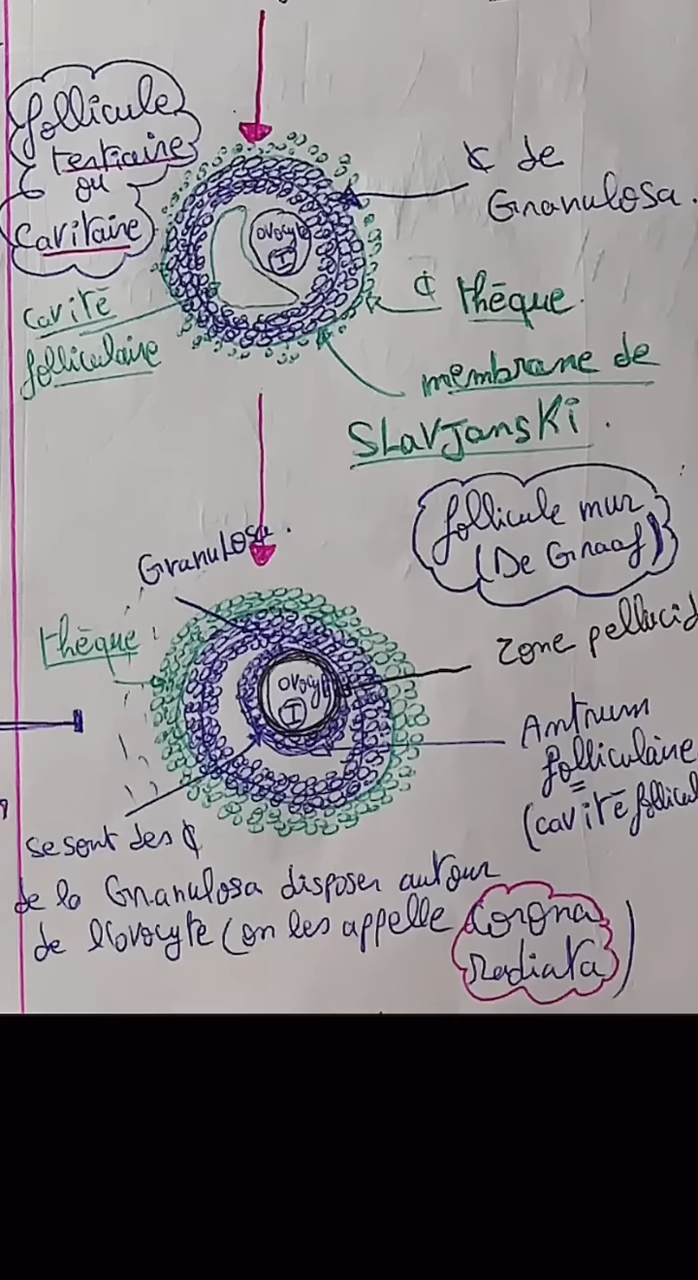 follicule
tertiaire
ou
Cavitaire
¢ de
Granulosa.
ovocyte
I
cavité
folliculaire
¢ thèque.
membrane de
SLavJansKi.
follicule mur
(De Graaf)
Granulosa.
thèque
zone pellucid
ovocyte
I
Antrum
folliculaire
=
(cavité follicul
se sont des ¢
de la Granulosa disposer autour
de l'ovocyte (on les appelle Corona
Radiata)